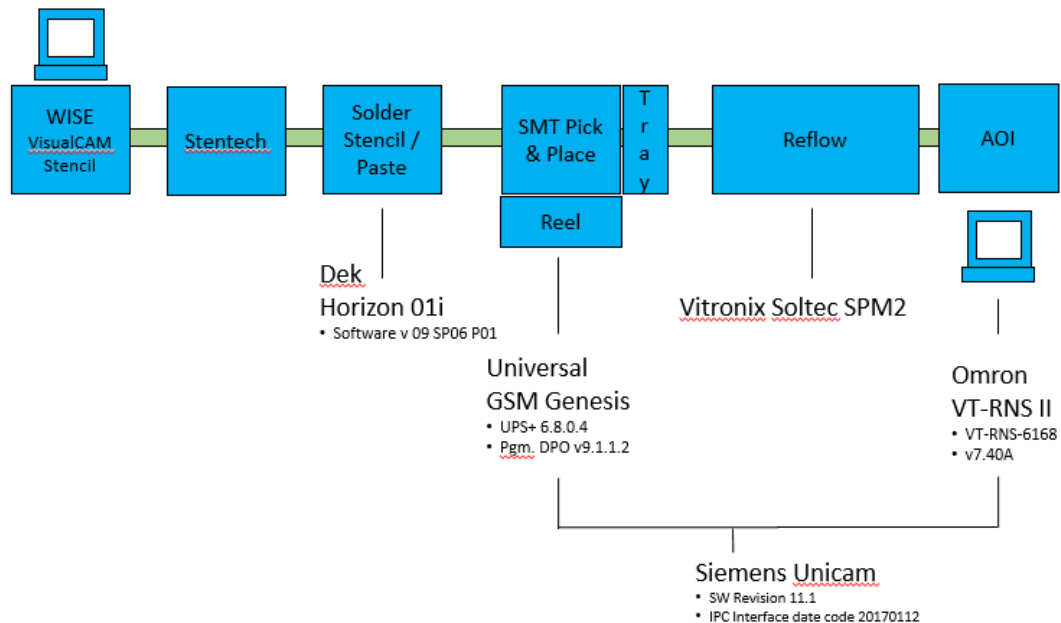 WISE
VisualCAM
Stencil
Stentech
Solder
Stencil /
Paste
SMT Pick
& Place
Reel
T
r
a
y
Reflow
AOI
Dek
Horizon 01i
• Software v 09 SP06 P01
Universal
GSM Genesis
• UPS+ 6.8.0.4
• Pgm. DPO v9.1.1.2
Vitronix Soltec SPM2
Omron
VT-RNS II
• VT-RNS-6168
• v7.40A
Siemens Unicam
• SW Revision 11.1
• IPC Interface date code 20170112